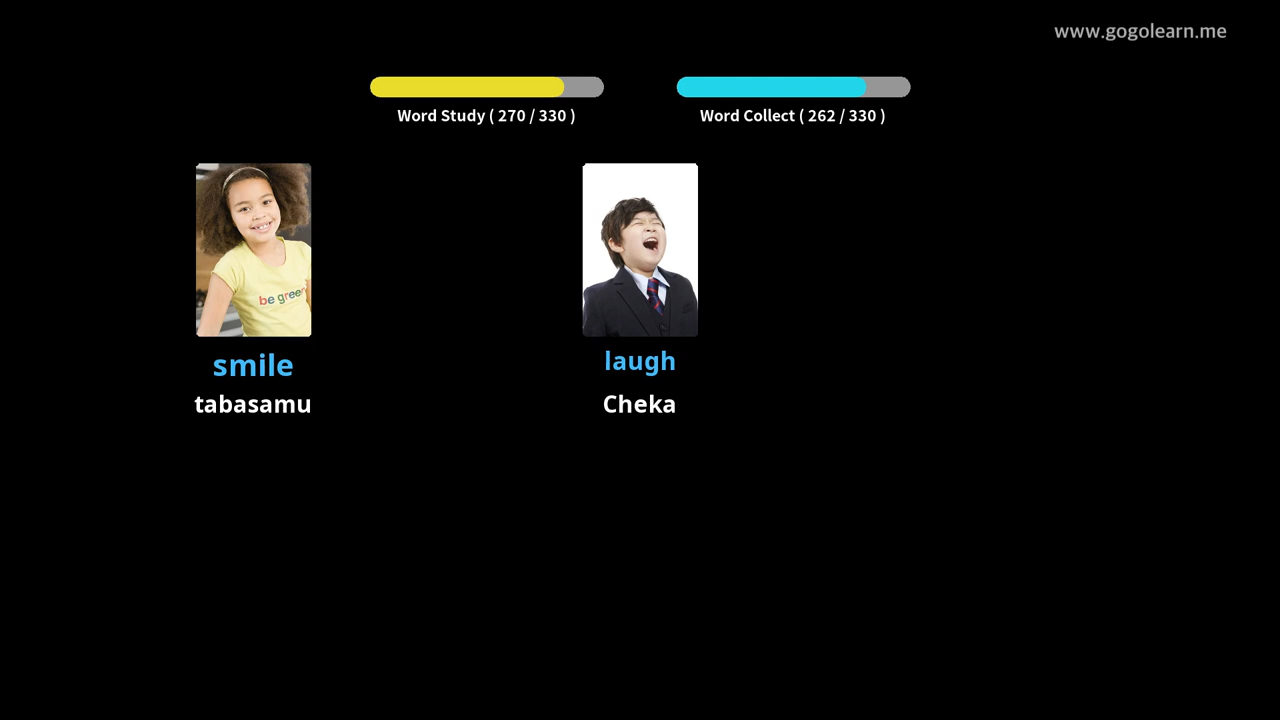 www.gogolearn.me
Word Study ( 270 / 330 )
Word Collect ( 262 / 330 )
be green
smile
laugh
tabasamu
Cheka